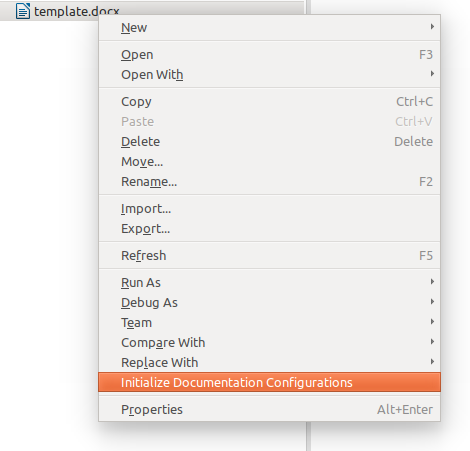 template.docx
New
Open F3
Open With
Copy Ctrl+C
Paste Ctrl+V
Delete Delete
Move...
Rename... F2
Import...
Export...
Refresh F5
Run As
Debug As
Team
Compare With
Replace With
Initialize Documentation Configurations
Properties Alt+Enter